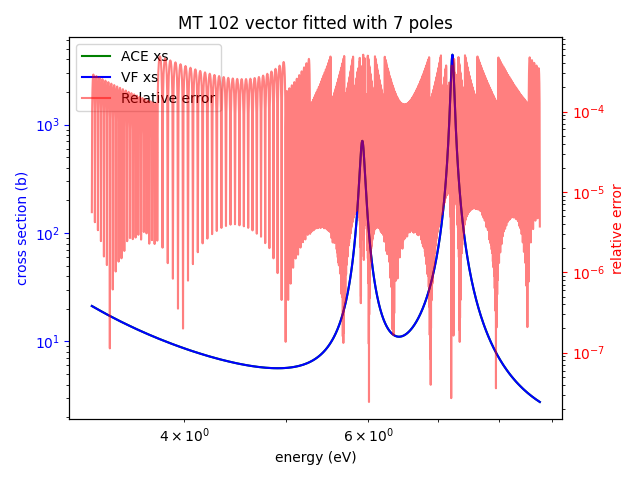 MT 102 vector fitted with 7 poles
ACE xs
VF xs
Relative error
cross section (b)
10³
10²
10¹
10⁻⁴
10⁻⁵
10⁻⁶
10⁻⁷
relative error
4 × 10⁰
6 × 10⁰
energy (eV)